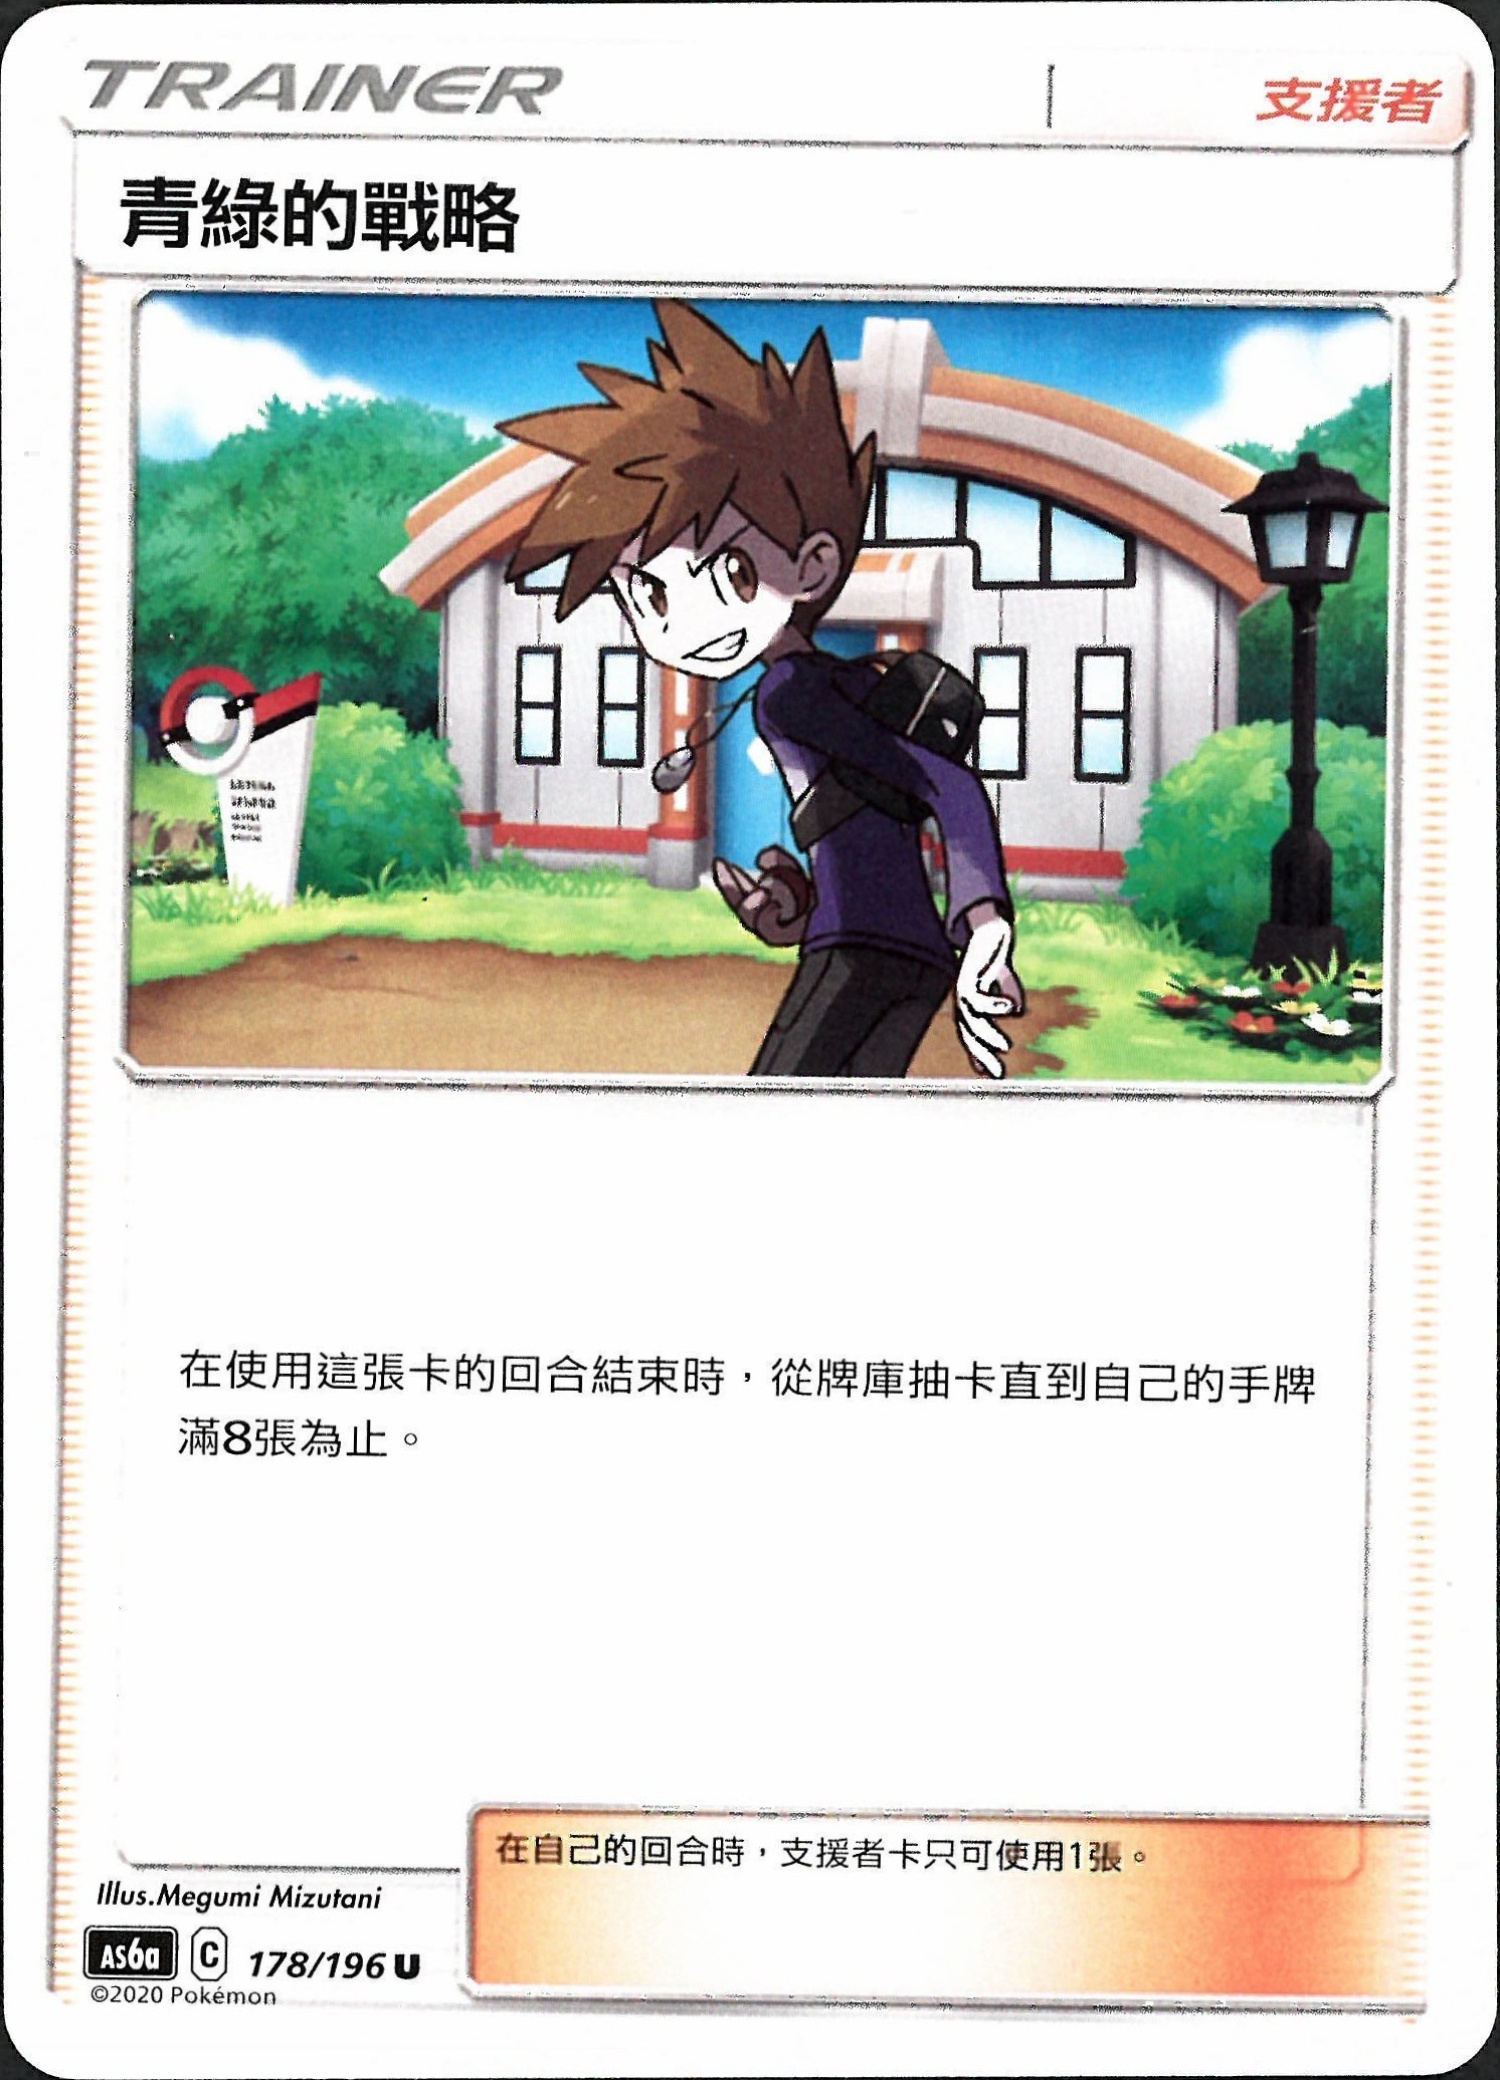 TRAINER
支援者
青綠的戰略
在使用這張卡的回合結束時，從牌庫抽卡直到自己的手牌
滿8張為止。
在自己的回合時，支援者卡只可使用1張。
Illus.Megumi Mizutani
AS6a C 178/196 U
©2020 Pokémon